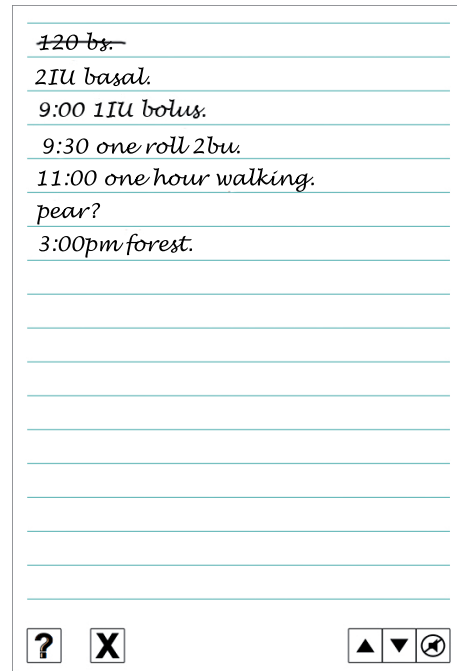 120 bs.
2IU basal.
9:00 1IU bolus.
9:30 one roll 2bu.
11:00 one hour walking.
pear?
3:00pm forest.
? X